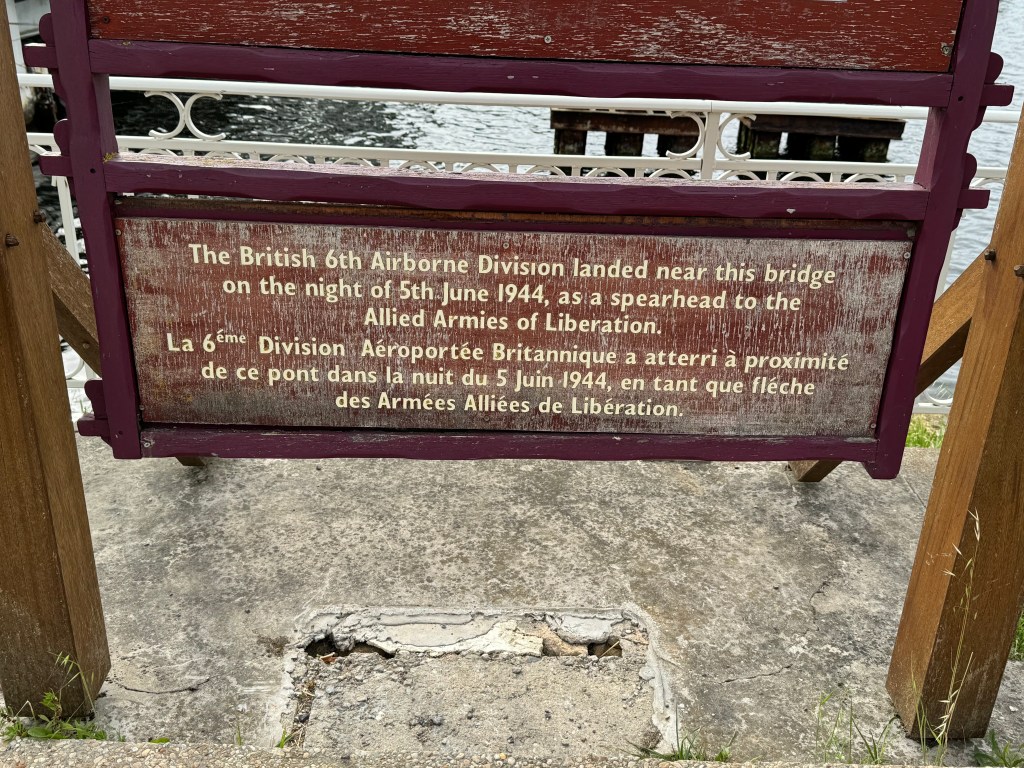 The British 6th Airborne Division landed near this bridge
on the night of 5th June 1944, as a spearhead to the
Allied Armies of Liberation.
La 6éme Division Aéroportée Britannique a atterri à proximité
de ce pont dans la nuit du 5 Juin 1944, en tant que fléche
des Armées Alliées de Libération.